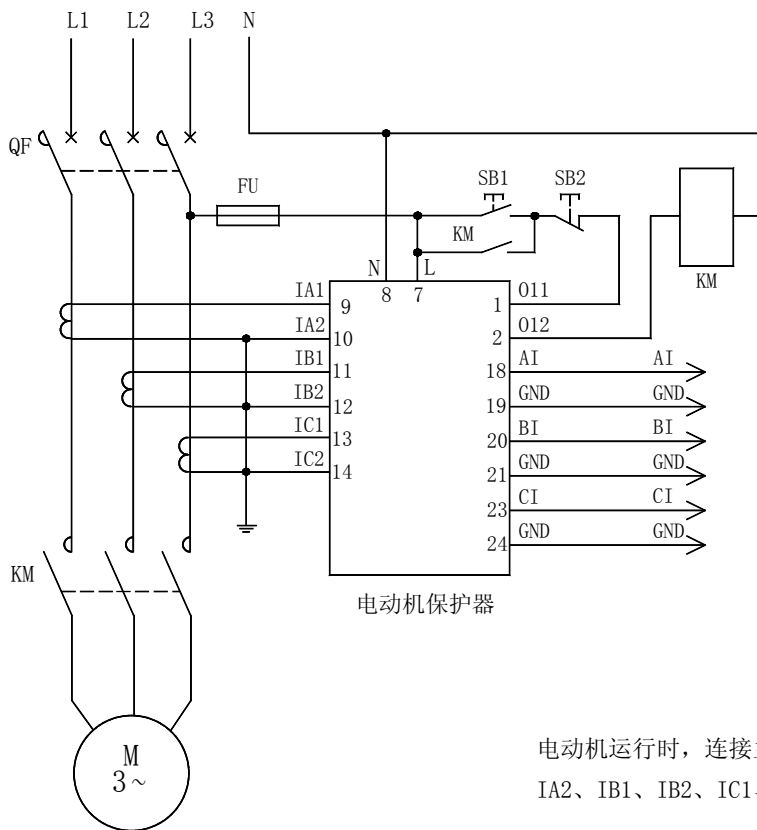 L1 L2 L3 N
QF
FU
SB1 SB2
KM
KM
N L
8 7
IA1 9
IA2 10
IB1 11
IB2 12
IC1 13
IC2 14
1 O11
2 O12
18 AI AI
19 GND GND
20 BI BI
21 GND GND
23 CI CI
24 GND GND
KM
电动机保护器
M
3~
电动机运行时，连接
IA2、IB1、IB2、IC1